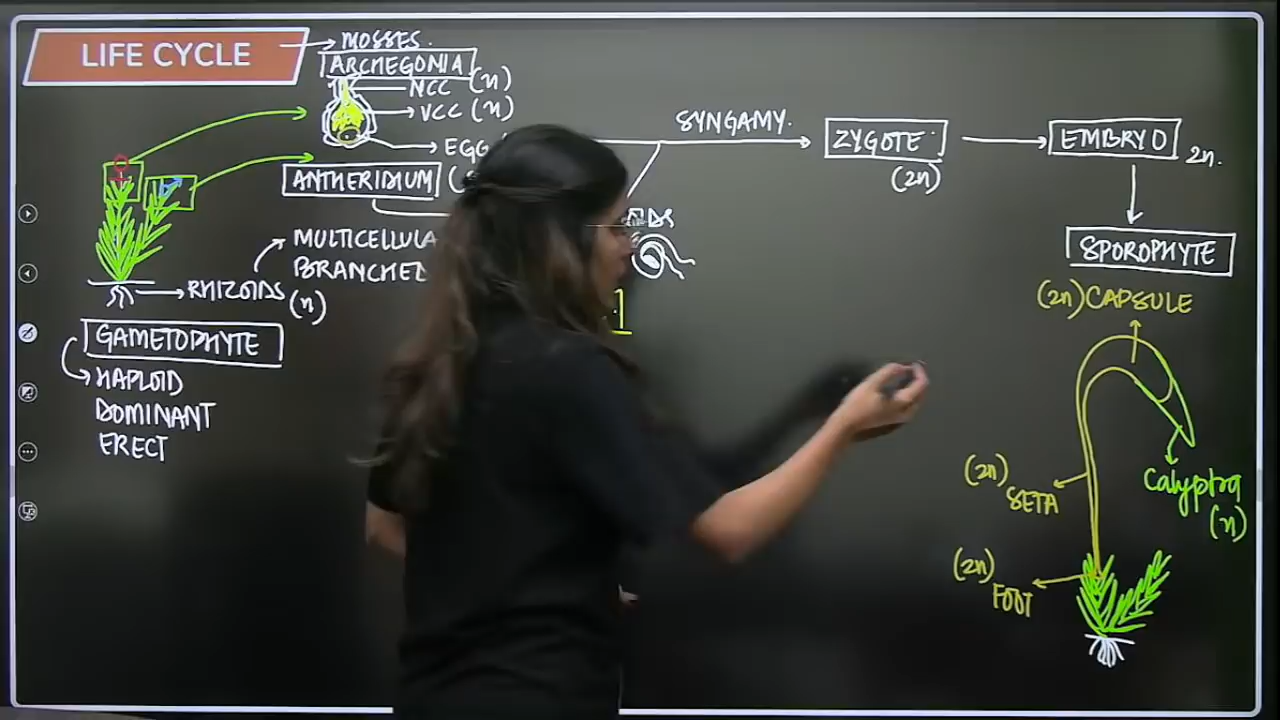 LIFE CYCLE
MOSSES.
ARCHEGONIA
NCC (n)
VCC (n)
EGG
SYNGAMY.
ZYGOTE
(2n)
EMBRYO
2n.
ANTHERIDIUM
SPOROPHYTE
MULTICELLULA
BRANCHED
RHIZOIDS
(n)
(2n) CAPSULE
GAMETOPHYTE
HAPLOID
DOMINANT
ERECT
(2n)
SETA
Calyptra
(n)
(2n)
FOOT